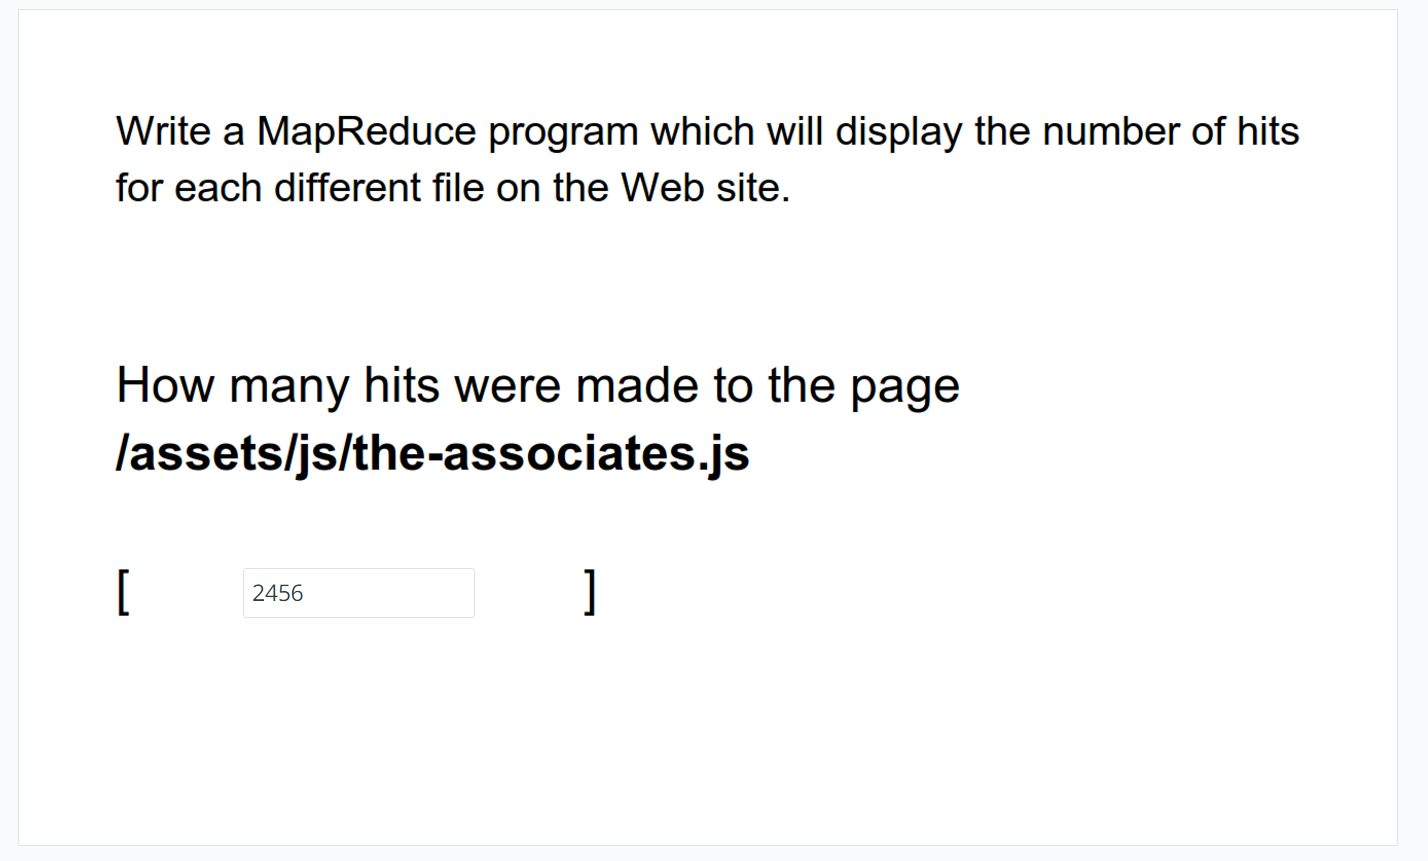 Write a MapReduce program which will display the number of hits
for each different file on the Web site.
How many hits were made to the page
/assets/js/the-associates.js
[ 2456 ]